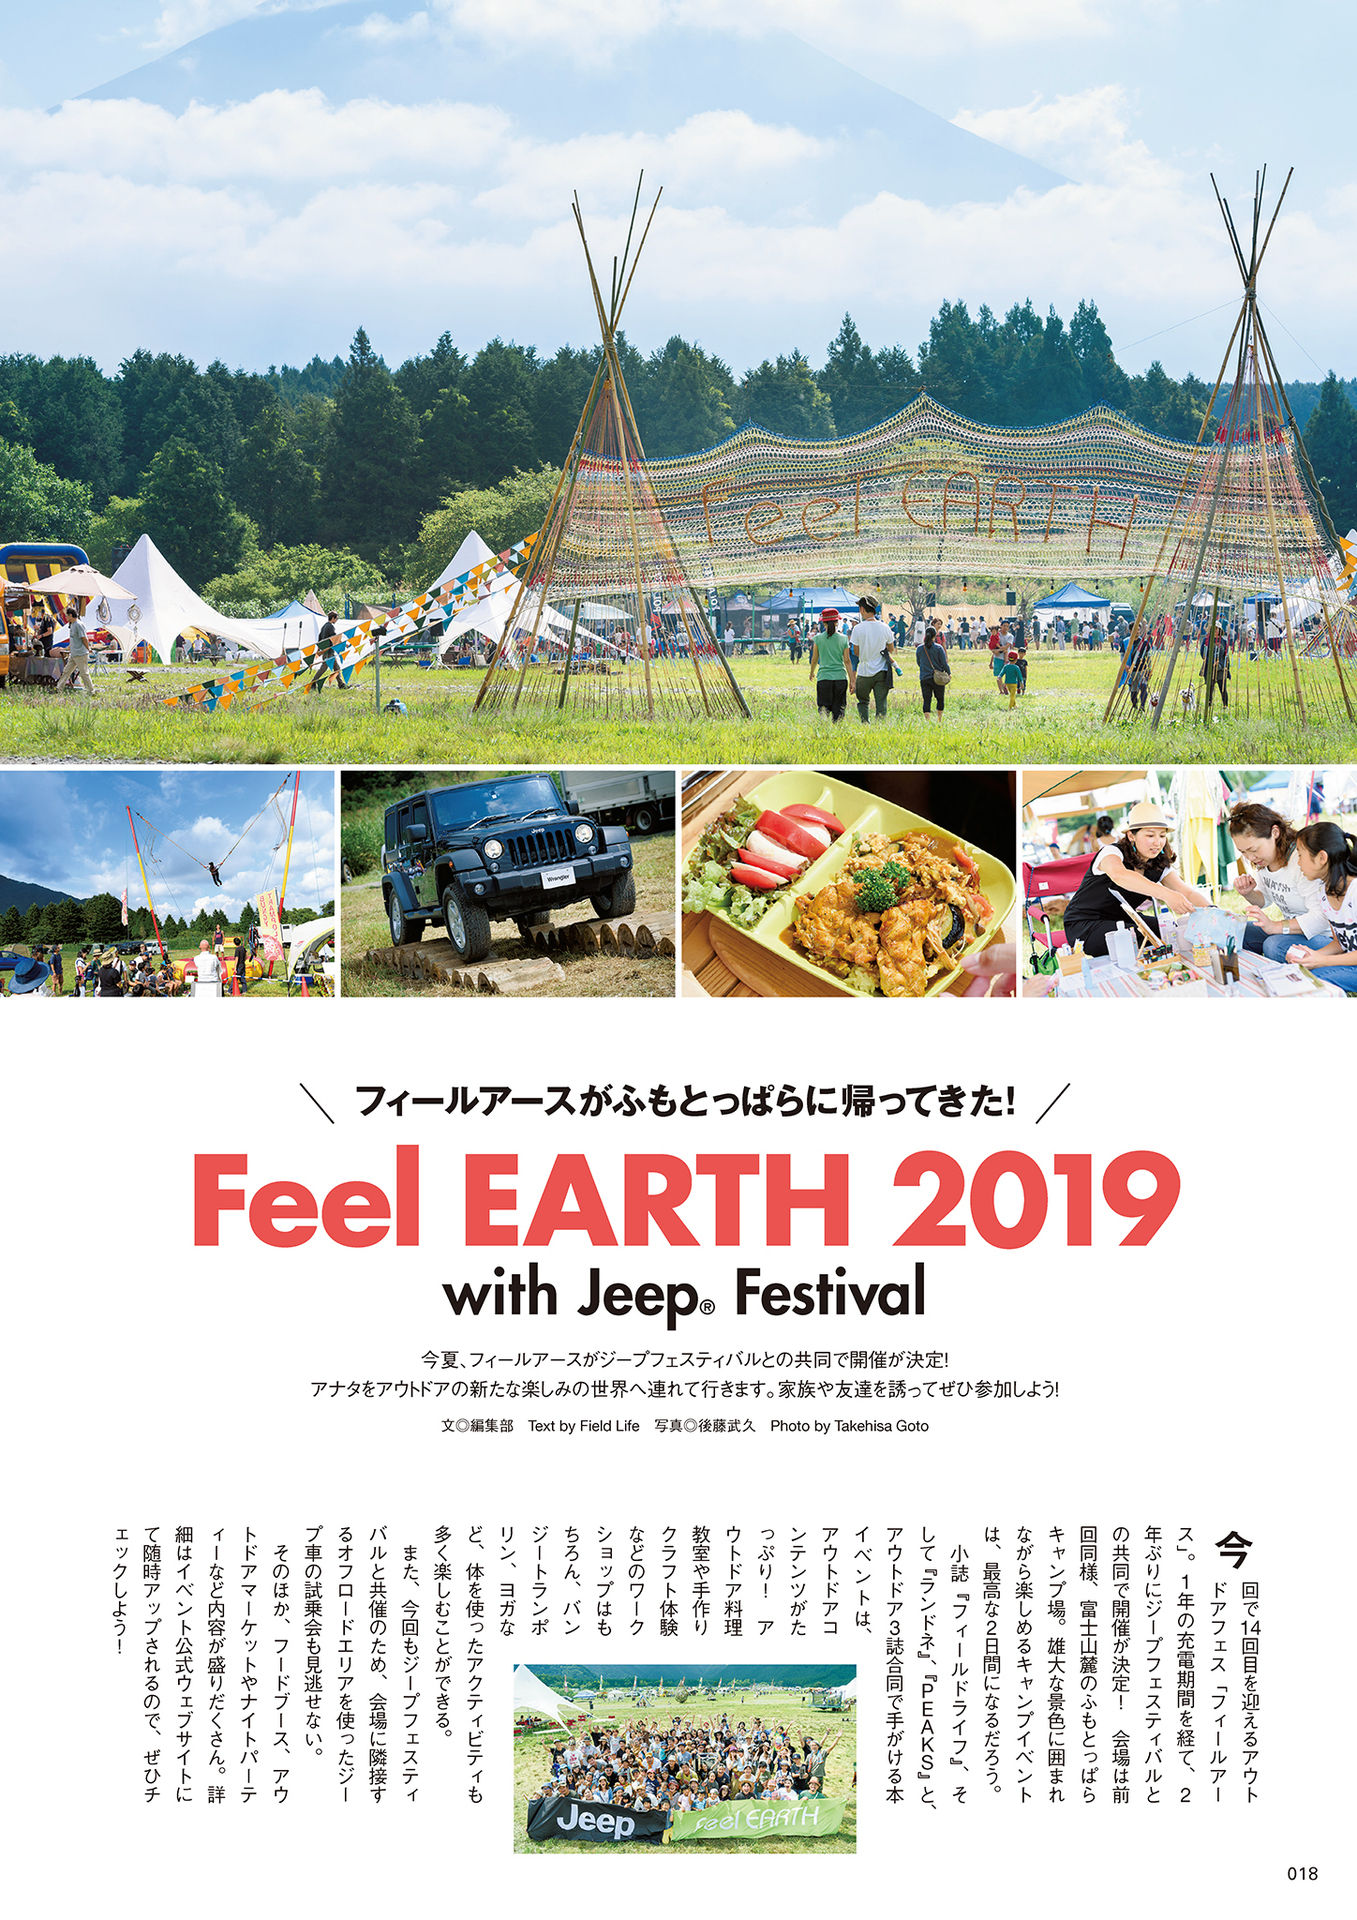 Feel EARTH
Jeep
Wrangler
フィールアースがふもとっぱらに帰ってきた!
Feel EARTH 2019
with Jeep® Festival
今夏、フィールアースがジープフェスティバルとの共同で開催が決定!
アナタをアウトドアの新たな楽しみの世界へ連れて行きます。家族や友達を誘ってぜひ参加しよう!
文◎編集部 Text by Field Life 写真◎後藤武久 Photo by Takehisa Goto
今回で14回目を迎えるアウト
ドアフェス「フィールアー
ス」。1年の充電期間を経て、2
年ぶりにジープフェスティバルと
の共同で開催が決定! 会場は前
回同様、富士山麓のふもとっぱら
キャンプ場。雄大な景色に囲まれ
ながら楽しめるキャンプイベント
は、最高な2日間になるだろう。
小誌『フィールドライフ』、そ
して『ランドネ』、『PEAKS』と、
アウトドア3誌合同で手がける本
イベントは、
アウトドアコ
ンテンツがた
っぷり! ア
ウトドア料理
教室や手作り
クラフト体験
などのワーク
ショップはも
ちろん、バン
ジートランポ
リン、ヨガな
ど、体を使ったアクティビティも
多く楽しむことができる。
また、今回もジープフェスティ
バルと共催のため、会場に隣接す
るオフロードエリアを使ったジー
プ車の試乗会も見逃せない。
そのほか、フードブース、アウ
トドアマーケットやナイトパーテ
ィーなど内容が盛りだくさん。詳
細はイベント公式ウェブサイトに
て随時アップされるので、ぜひチ
ェックしよう!
Jeep
feel EARTH
018